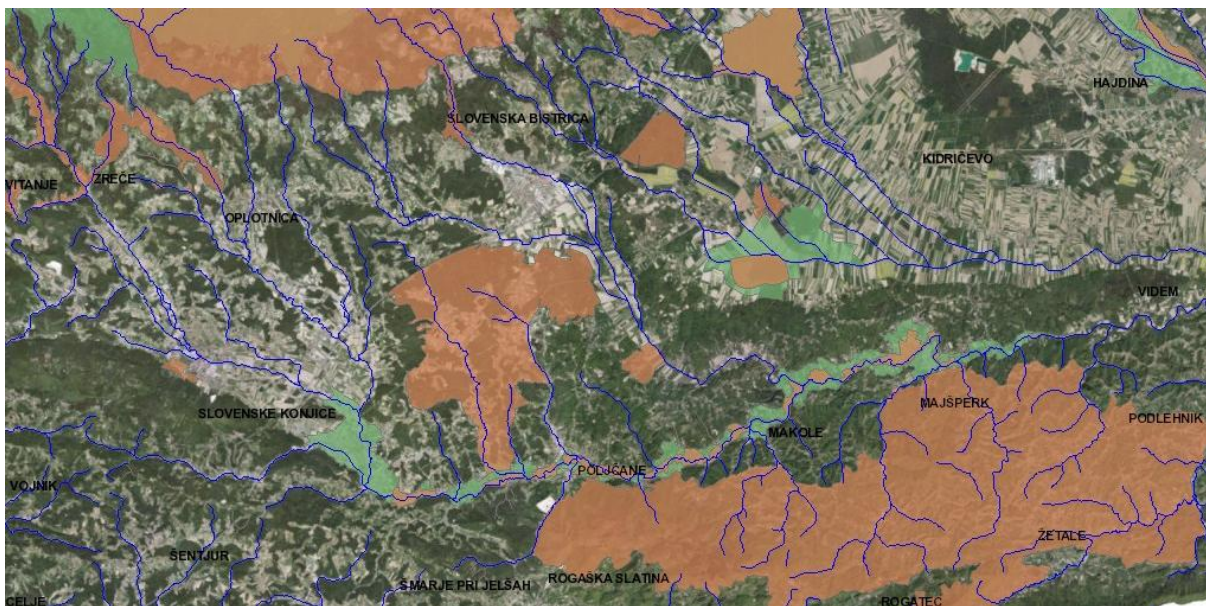 HAJDINA
SLOVENSKA BISTRICA
KIDRIČEVO
VITANJE
ZREČE
OPLOTNICA
VIDEM
SLOVENSKE KONJICE
MAJŠPERK
PODLEHNIK
MAKOLE
POLJČANE
VOJNIK
ŽETALE
ŠENTJUR
ROGAŠKA SLATINA
ŠMARJE PRI JELŠAH
CELJE
ROGATEC